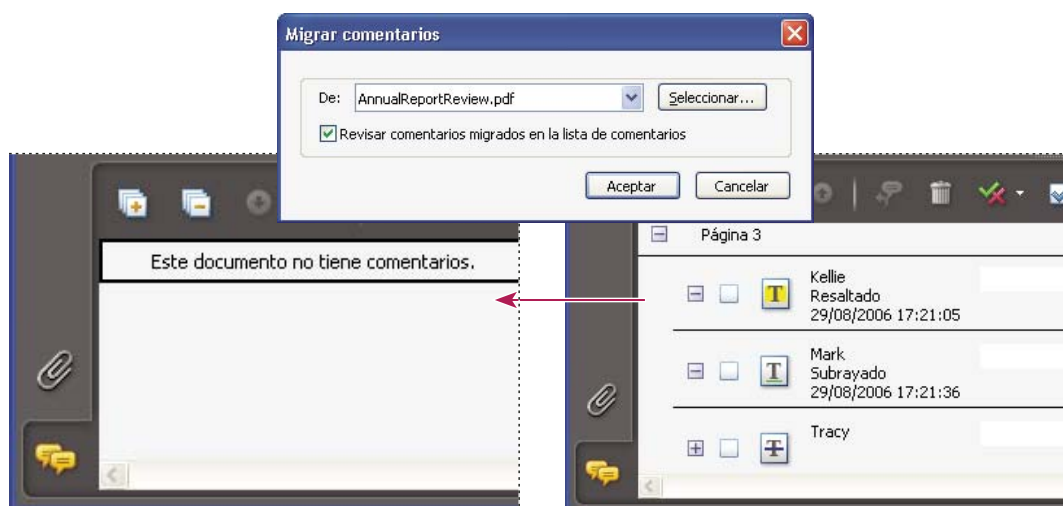 Migrar comentarios
De: AnnualReportReview.pdf Seleccionar...
Revisar comentarios migrados en la lista de comentarios
Aceptar Cancelar
Este documento no tiene comentarios.
Página 3
T Kellie
Resaltado
29/08/2006 17:21:05
T Mark
Subrayado
29/08/2006 17:21:36
T Tracy